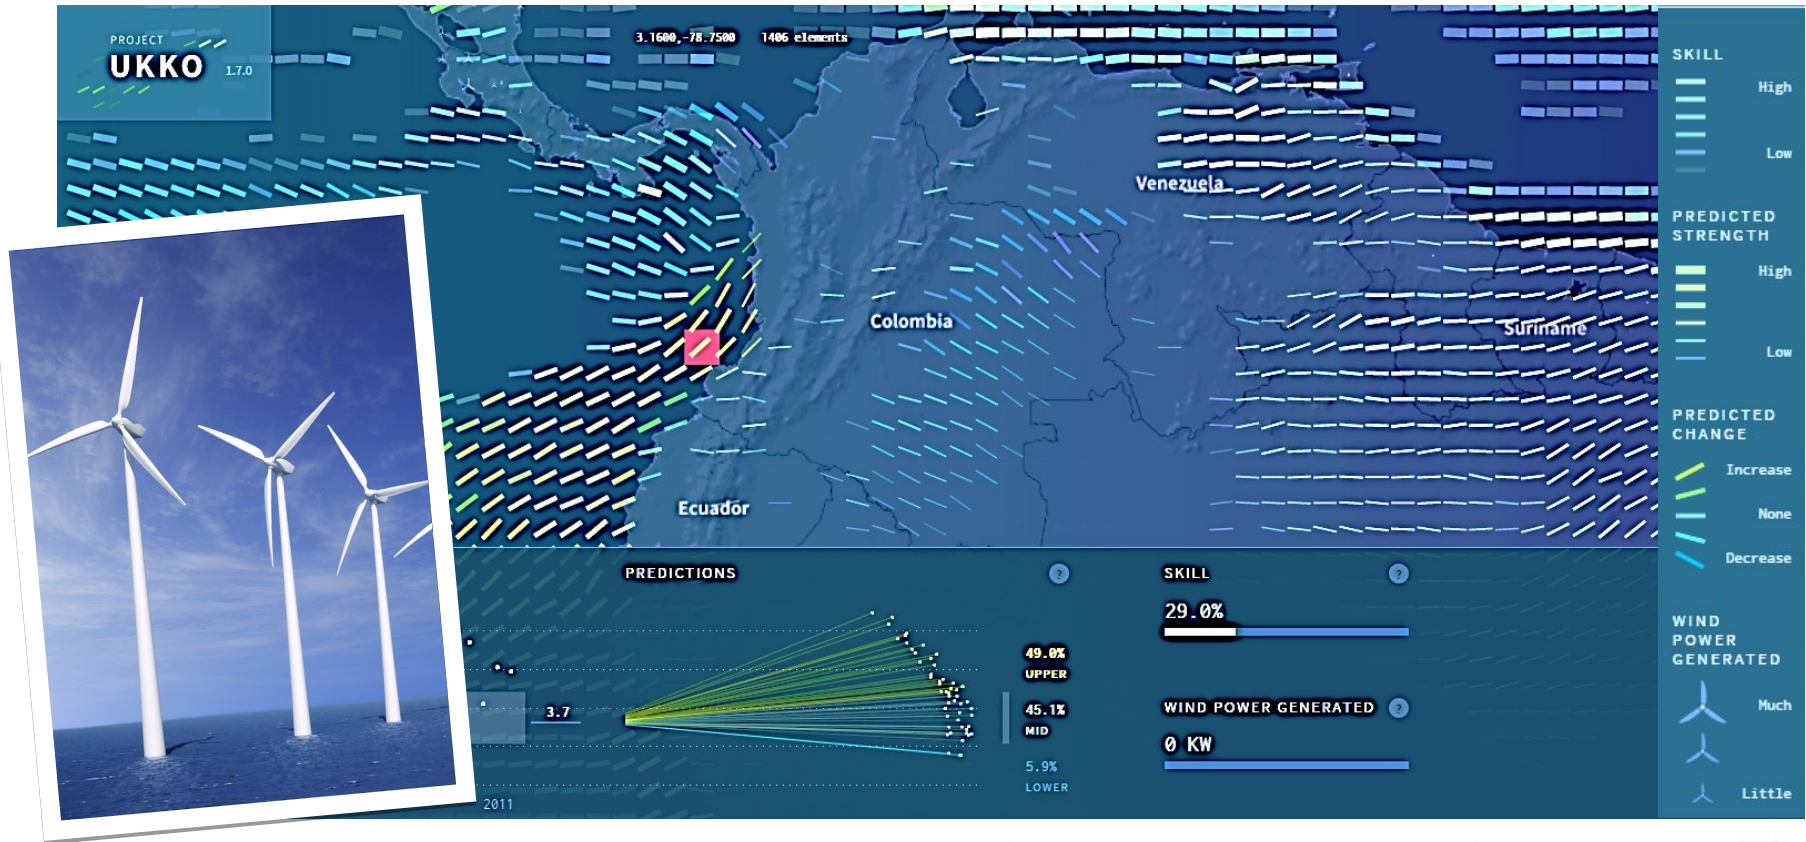 PROJECT
UKKO 1.7.0
3.1600,-78.7500 1406 elements
Venezuela
Colombia
Suriname
Ecuador
SKILL
High
Low
PREDICTED
STRENGTH
High
Low
PREDICTED
CHANGE
Increase
None
Decrease
WIND
POWER
GENERATED
Much
Little
PREDICTIONS ?
3.7
49.0%
UPPER
45.1%
MID
5.9%
LOWER
2011
SKILL ?
29.0%
WIND POWER GENERATED ?
0 KW